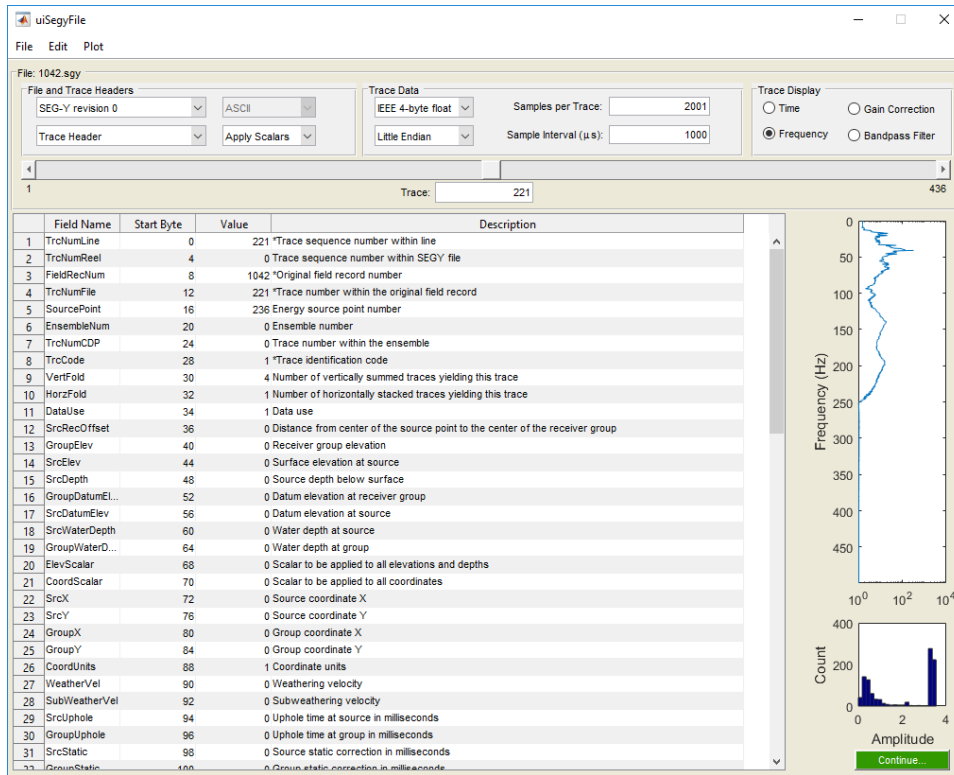 uiSegyFile
File Edit Plot
File: 1042.sgy
File and Trace Headers
Trace Data
Trace Display
SEG-Y revision 0
ASCII
IEEE 4-byte float
Samples per Trace: 2001
Time
Gain Correction
Trace Header
Apply Scalars
Little Endian
Sample Interval (μs): 1000
Frequency
Bandpass Filter
1
Trace: 221
436
Field Name Start Byte Value Description
1 TrcNumLine 0 221 *Trace sequence number within line
2 TrcNumReel 4 0 Trace sequence number within SEGY file
3 FieldRecNum 8 1042 *Original field record number
4 TrcNumFile 12 221 *Trace number within the original field record
5 SourcePoint 16 236 Energy source point number
6 EnsembleNum 20 0 Ensemble number
7 TrcNumCDP 24 0 Trace number within the ensemble
8 TrcCode 28 1 *Trace identification code
9 VertFold 30 4 Number of vertically summed traces yielding this trace
10 HorzFold 32 1 Number of horizontally stacked traces yielding this trace
11 DataUse 34 1 Data use
12 SrcRecOffset 36 0 Distance from center of the source point to the center of the receiver group
13 GroupElev 40 0 Receiver group elevation
14 SrcElev 44 0 Surface elevation at source
15 SrcDepth 48 0 Source depth below surface
16 GroupDatumEl... 52 0 Datum elevation at receiver group
17 SrcDatumElev 56 0 Datum elevation at source
18 SrcWaterDepth 60 0 Water depth at source
19 GroupWaterD... 64 0 Water depth at group
20 ElevScalar 68 0 Scalar to be applied to all elevations and depths
21 CoordScalar 70 0 Scalar to be applied to all coordinates
22 SrcX 72 0 Source coordinate X
23 SrcY 76 0 Source coordinate Y
24 GroupX 80 0 Group coordinate X
25 GroupY 84 0 Group coordinate Y
26 CoordUnits 88 1 Coordinate units
27 WeatherVel 90 0 Weathering velocity
28 SubWeatherVel 92 0 Subweathering velocity
29 SrcUphole 94 0 Uphole time at source in milliseconds
30 GroupUphole 96 0 Uphole time at group in milliseconds
31 SrcStatic 98 0 Source static correction in milliseconds
32 GroupStatic 100 0 Group static correction in milliseconds
0
50
100
150
200
250
300
350
400
450
Frequency (Hz)
10^0 10^2 10^4
400
200
0
Count
0 2 4
Amplitude
Continue...